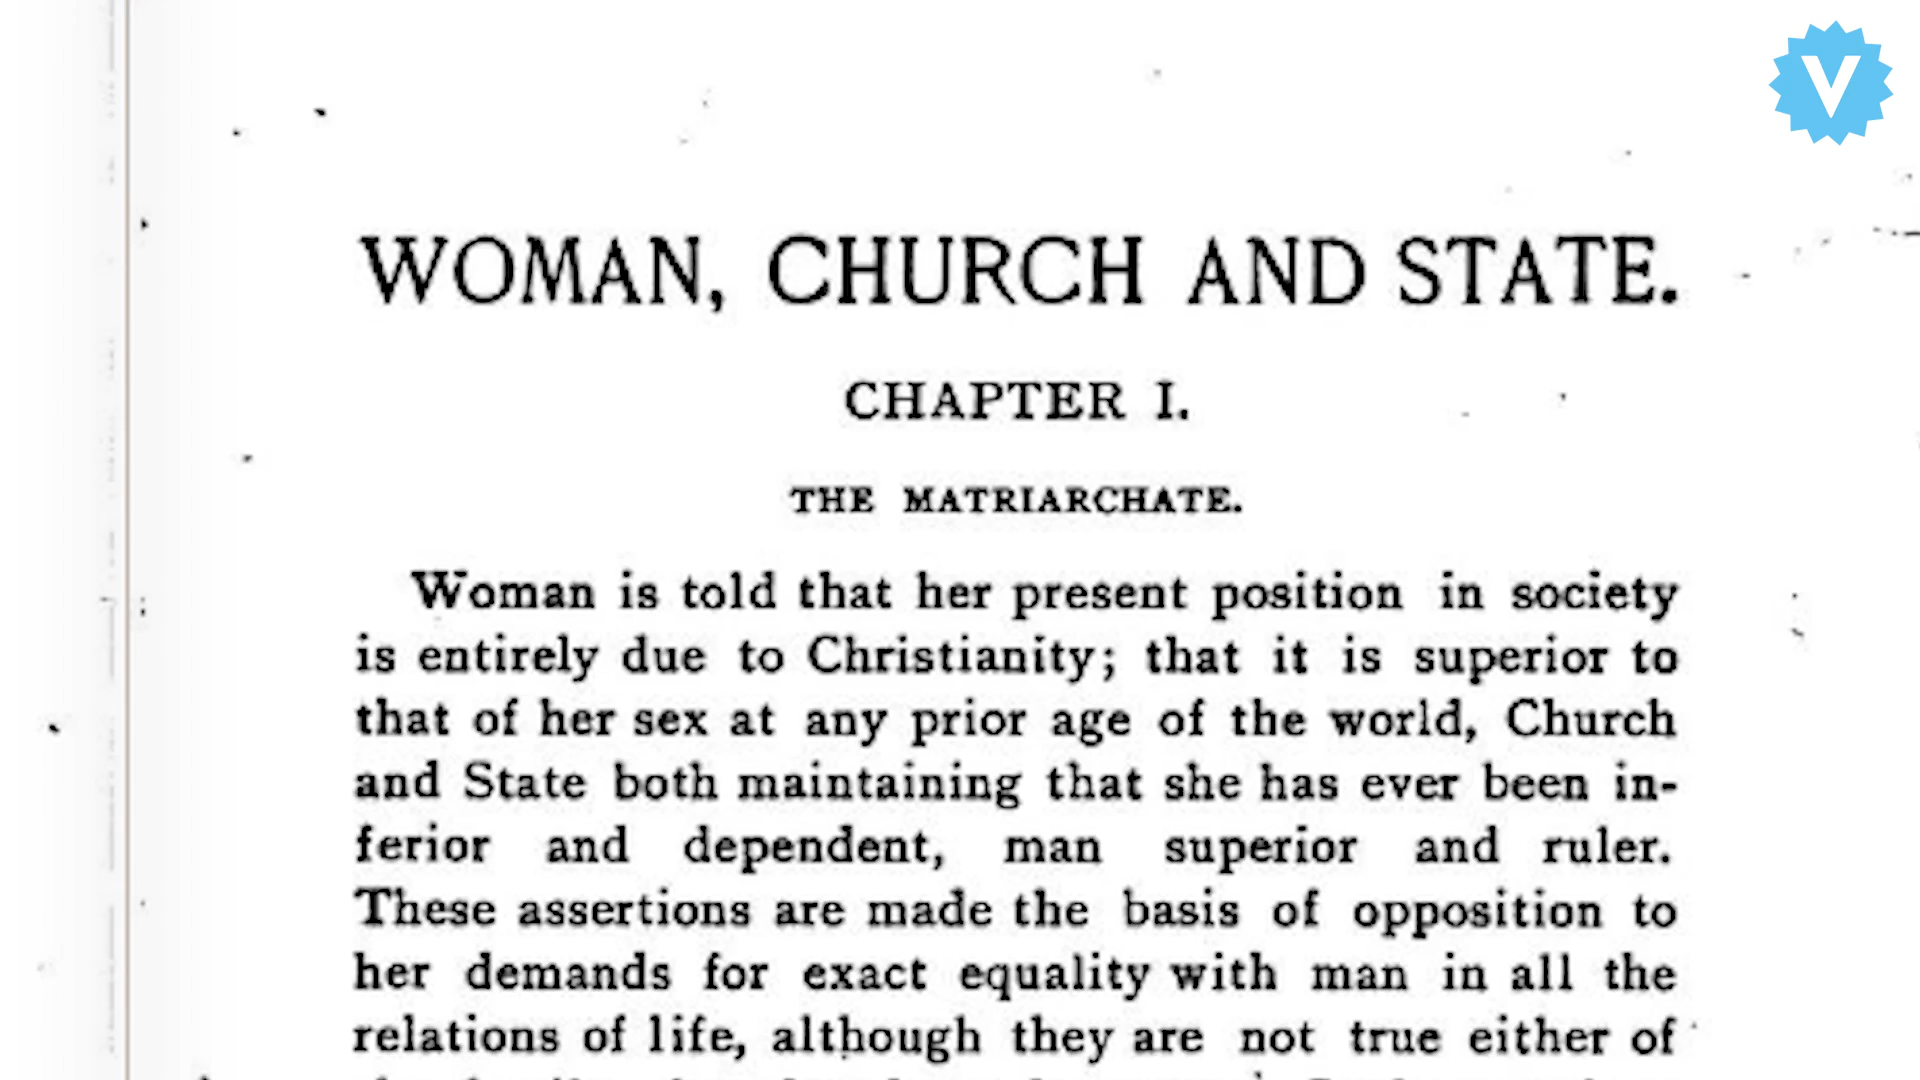 V
WOMAN, CHURCH AND STATE.
CHAPTER I.
THE MATRIARCHATE.
Woman is told that her present position in society
is entirely due to Christianity; that it is superior to
that of her sex at any prior age of the world, Church
and State both maintaining that she has ever been in-
ferior and dependent, man superior and ruler.
These assertions are made the basis of opposition to
her demands for exact equality with man in all the
relations of life, although they are not true either of